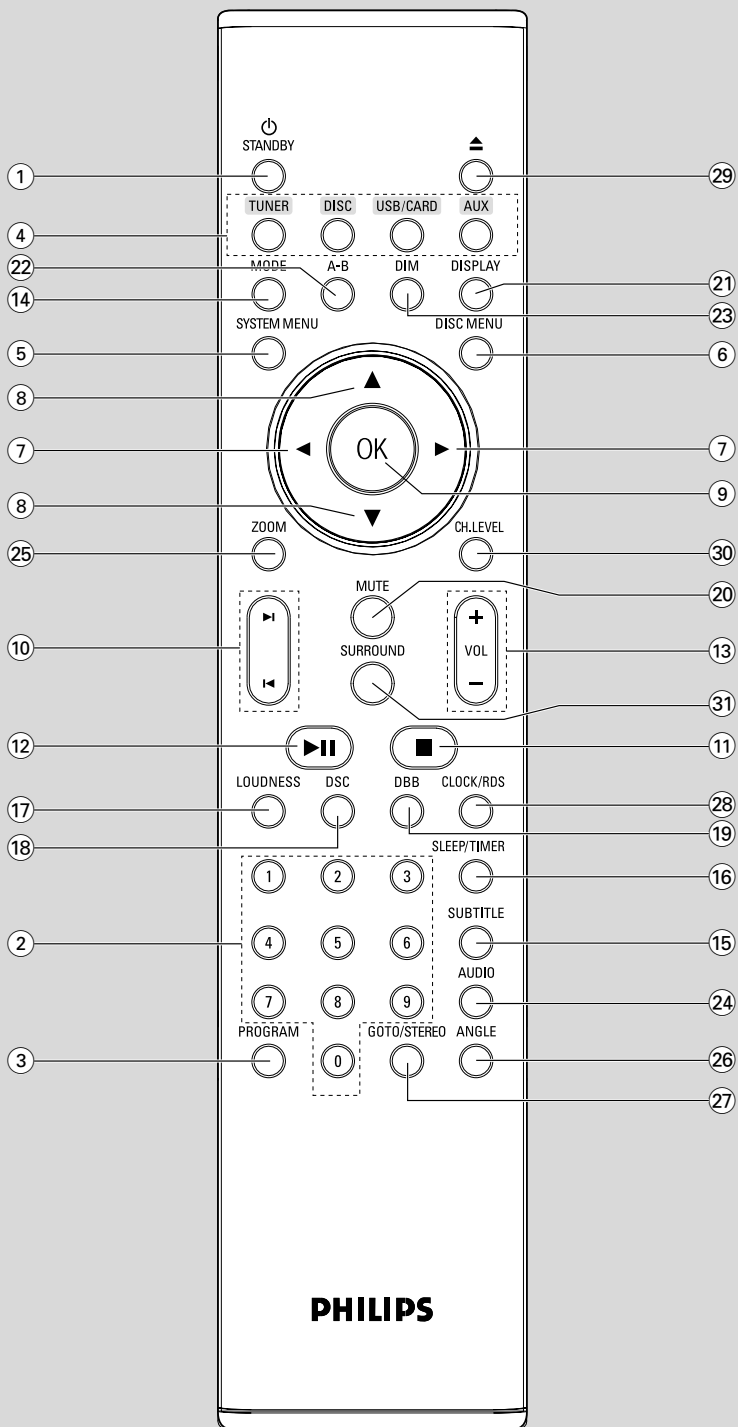 STANDBY
1
29
TUNER DISC USB/CARD AUX
4
22
MODE A-B DIM DISPLAY
21
14
23
SYSTEM MENU DISC MENU
5
6
8
7
OK
7
9
8
ZOOM CH.LEVEL
25
30
MUTE
20
10
+
VOL
−
13
SURROUND
31
12
11
LOUDNESS DSC DBB CLOCK/RDS
17
28
18
19
SLEEP/TIMER
1 2 3
16
SUBTITLE
2
4 5 6
15
AUDIO
7 8 9
24
PROGRAM GOTO/STEREO ANGLE
3
0
26
27
PHILIPS